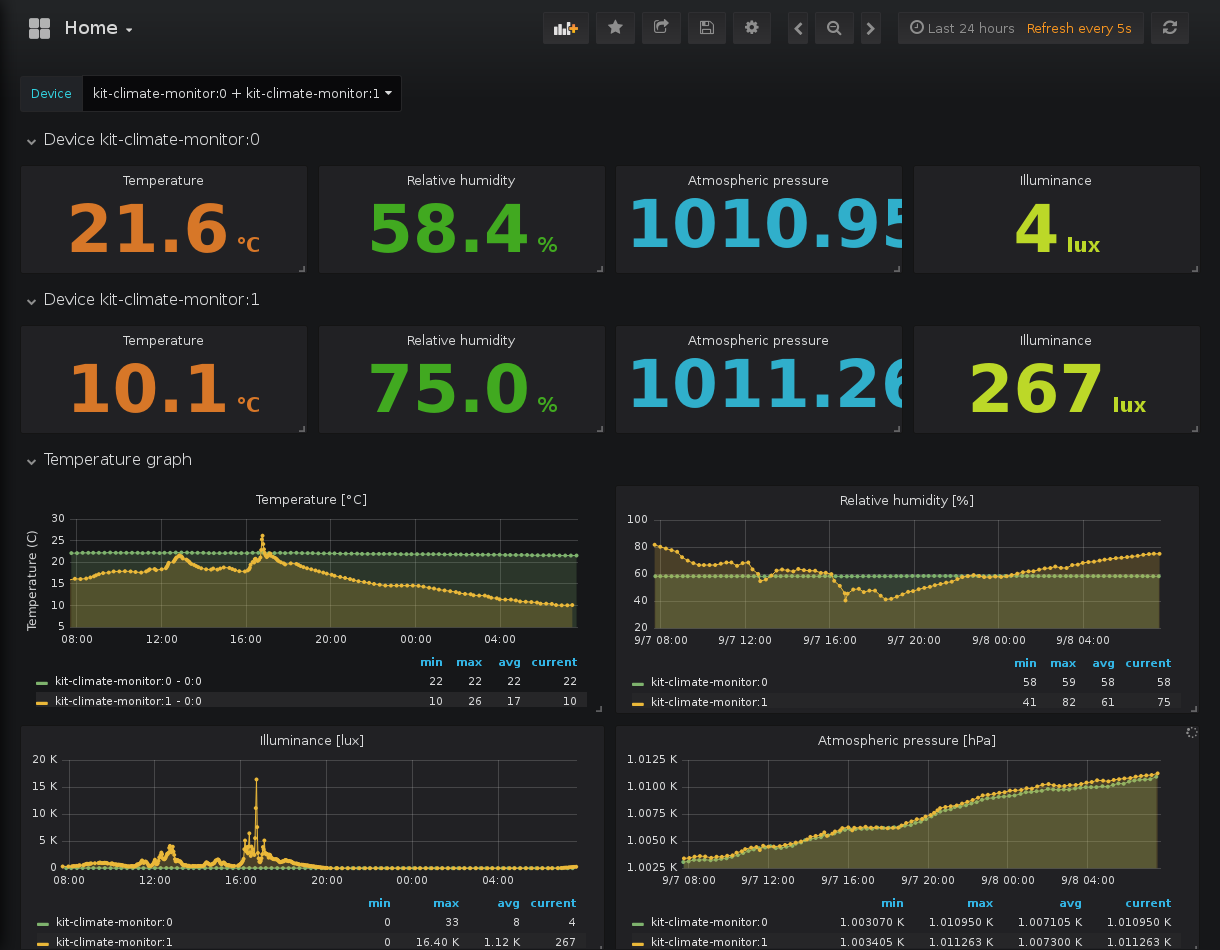 Home
Last 24 hours Refresh every 5s
Device kit-climate-monitor:0 + kit-climate-monitor:1
Device kit-climate-monitor:0
Temperature Relative humidity Atmospheric pressure Illuminance
21.6 °C 58.4 % 1010.95 4 lux
Device kit-climate-monitor:1
Temperature Relative humidity Atmospheric pressure Illuminance
10.1 °C 75.0 % 1011.26 267 lux
Temperature graph
Temperature [°C]
Temperature (C)
30
25
20
15
10
5
08:00 12:00 16:00 20:00 00:00 04:00
min max avg current
kit-climate-monitor:0 - 0:0 22 22 22 22
kit-climate-monitor:1 - 0:0 10 26 17 10
Relative humidity [%]
100
80
60
40
20
9/7 08:00 9/7 12:00 9/7 16:00 9/7 20:00 9/8 00:00 9/8 04:00
min max avg current
kit-climate-monitor:0 58 59 58 58
kit-climate-monitor:1 41 82 61 75
Illuminance [lux]
20 K
15 K
10 K
5 K
0
08:00 12:00 16:00 20:00 00:00 04:00
min max avg current
kit-climate-monitor:0 0 33 8 4
kit-climate-monitor:1 0 16.40 K 1.12 K 267
Atmospheric pressure [hPa]
1.0125 K
1.0100 K
1.0075 K
1.0050 K
1.0025 K
9/7 08:00 9/7 12:00 9/7 16:00 9/7 20:00 9/8 00:00 9/8 04:00
min max avg current
kit-climate-monitor:0 1.003070 K 1.010950 K 1.007105 K 1.010950 K
kit-climate-monitor:1 1.003405 K 1.011263 K 1.007300 K 1.011263 K